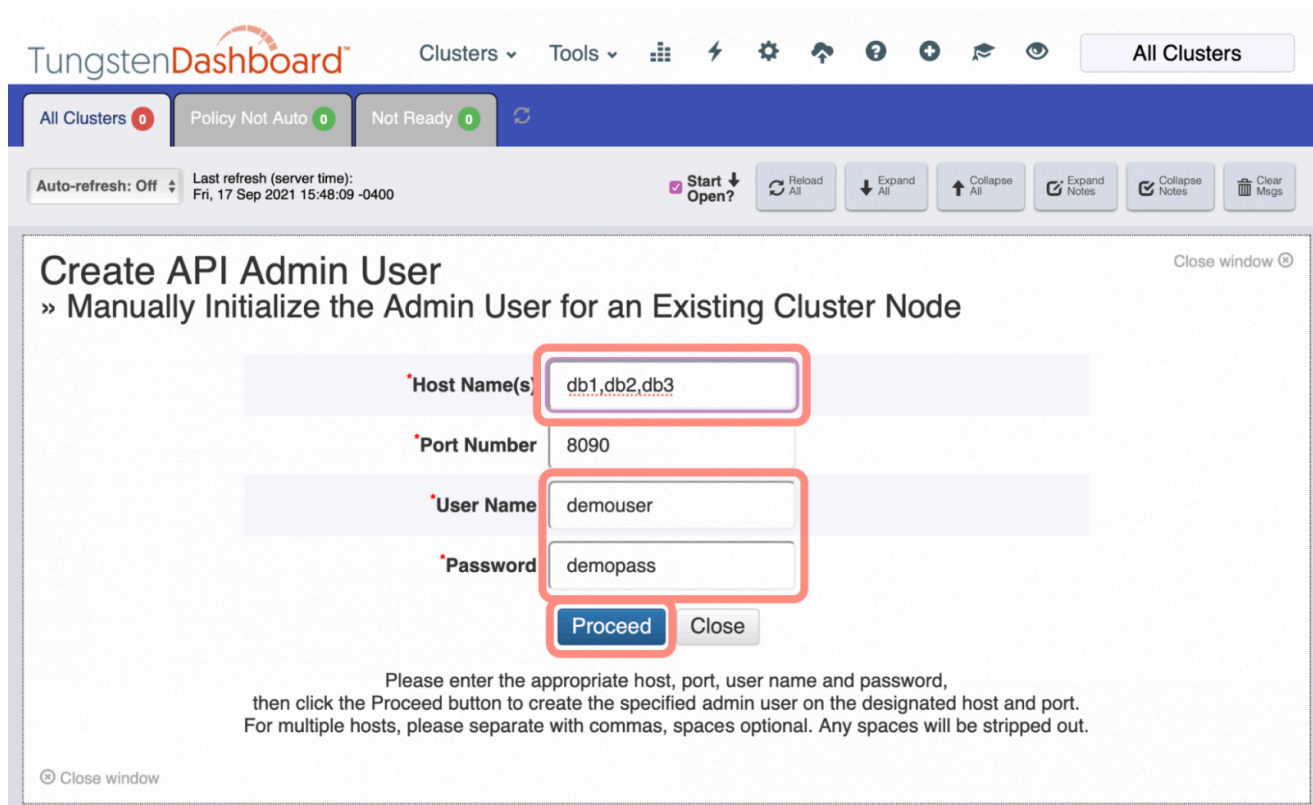 TungstenDashboard™
Clusters Tools All Clusters
All Clusters 0 Policy Not Auto 0 Not Ready 0
Auto-refresh: Off
Last refresh (server time):
Fri, 17 Sep 2021 15:48:09 -0400
Start
Open?
Reload
All
Expand
All
Collapse
All
Expand
Notes
Collapse
Notes
Clear
Msgs
Create API Admin User
Close window
» Manually Initialize the Admin User for an Existing Cluster Node
*Host Name(s) db1,db2,db3
*Port Number 8090
*User Name demouser
*Password demopass
Proceed Close
Please enter the appropriate host, port, user name and password,
then click the Proceed button to create the specified admin user on the designated host and port.
For multiple hosts, please separate with commas, spaces optional. Any spaces will be stripped out.
Close window